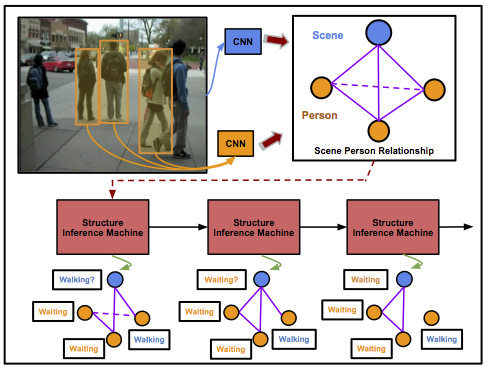 CNN
Scene
Person
CNN
Scene Person Relationship
Structure
Inference Machine
Structure
Inference Machine
Structure
Inference Machine
Walking?
Waiting
Waiting
Walking
Waiting?
Waiting
Waiting
Walking
Waiting
Waiting
Waiting
Walking